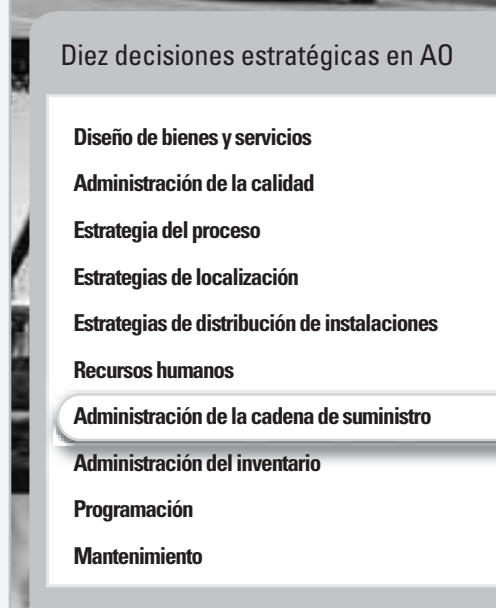 Diez decisiones estratégicas en AO
Diseño de bienes y servicios
Administración de la calidad
Estrategia del proceso
Estrategias de localización
Estrategias de distribución de instalaciones
Recursos humanos
Administración de la cadena de suministro
Administración del inventario
Programación
Mantenimiento